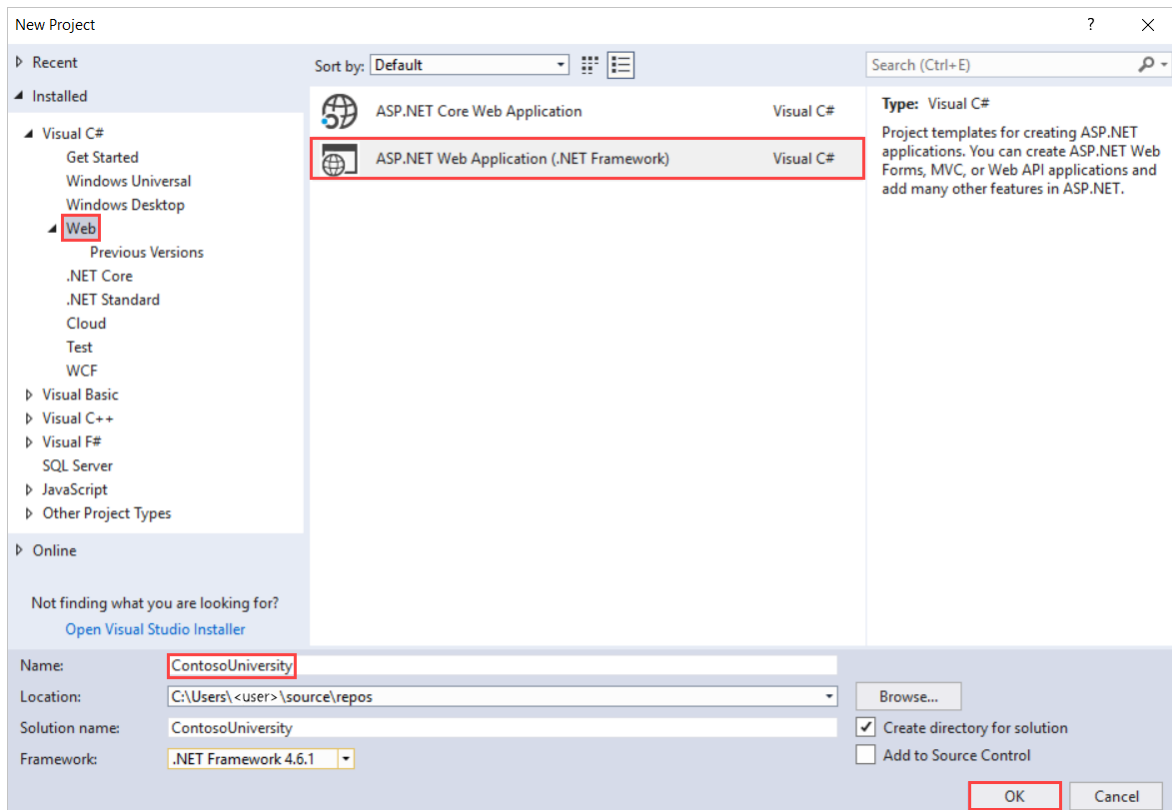 New Project
?
Recent
Installed
Visual C#
Get Started
Windows Universal
Windows Desktop
Web
Previous Versions
.NET Core
.NET Standard
Cloud
Test
WCF
Visual Basic
Visual C++
Visual F#
SQL Server
JavaScript
Other Project Types
Online
Not finding what you are looking for?
Open Visual Studio Installer
Sort by: Default
ASP.NET Core Web Application Visual C#
ASP.NET Web Application (.NET Framework) Visual C#
Search (Ctrl+E)
Type: Visual C#
Project templates for creating ASP.NET
applications. You can create ASP.NET Web
Forms, MVC, or Web API applications and
add many other features in ASP.NET.
Name: ContosoUniversity
Location: C:\Users\<user>\source\repos Browse...
Solution name: ContosoUniversity Create directory for solution
Framework: .NET Framework 4.6.1 Add to Source Control
OK Cancel